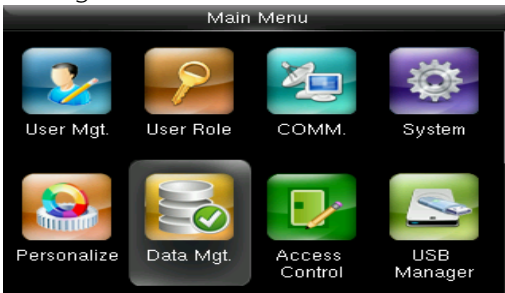 Main Menu
User Mgt.
User Role
COMM.
System
Personalize
Data Mgt.
Access
Control
USB
Manager